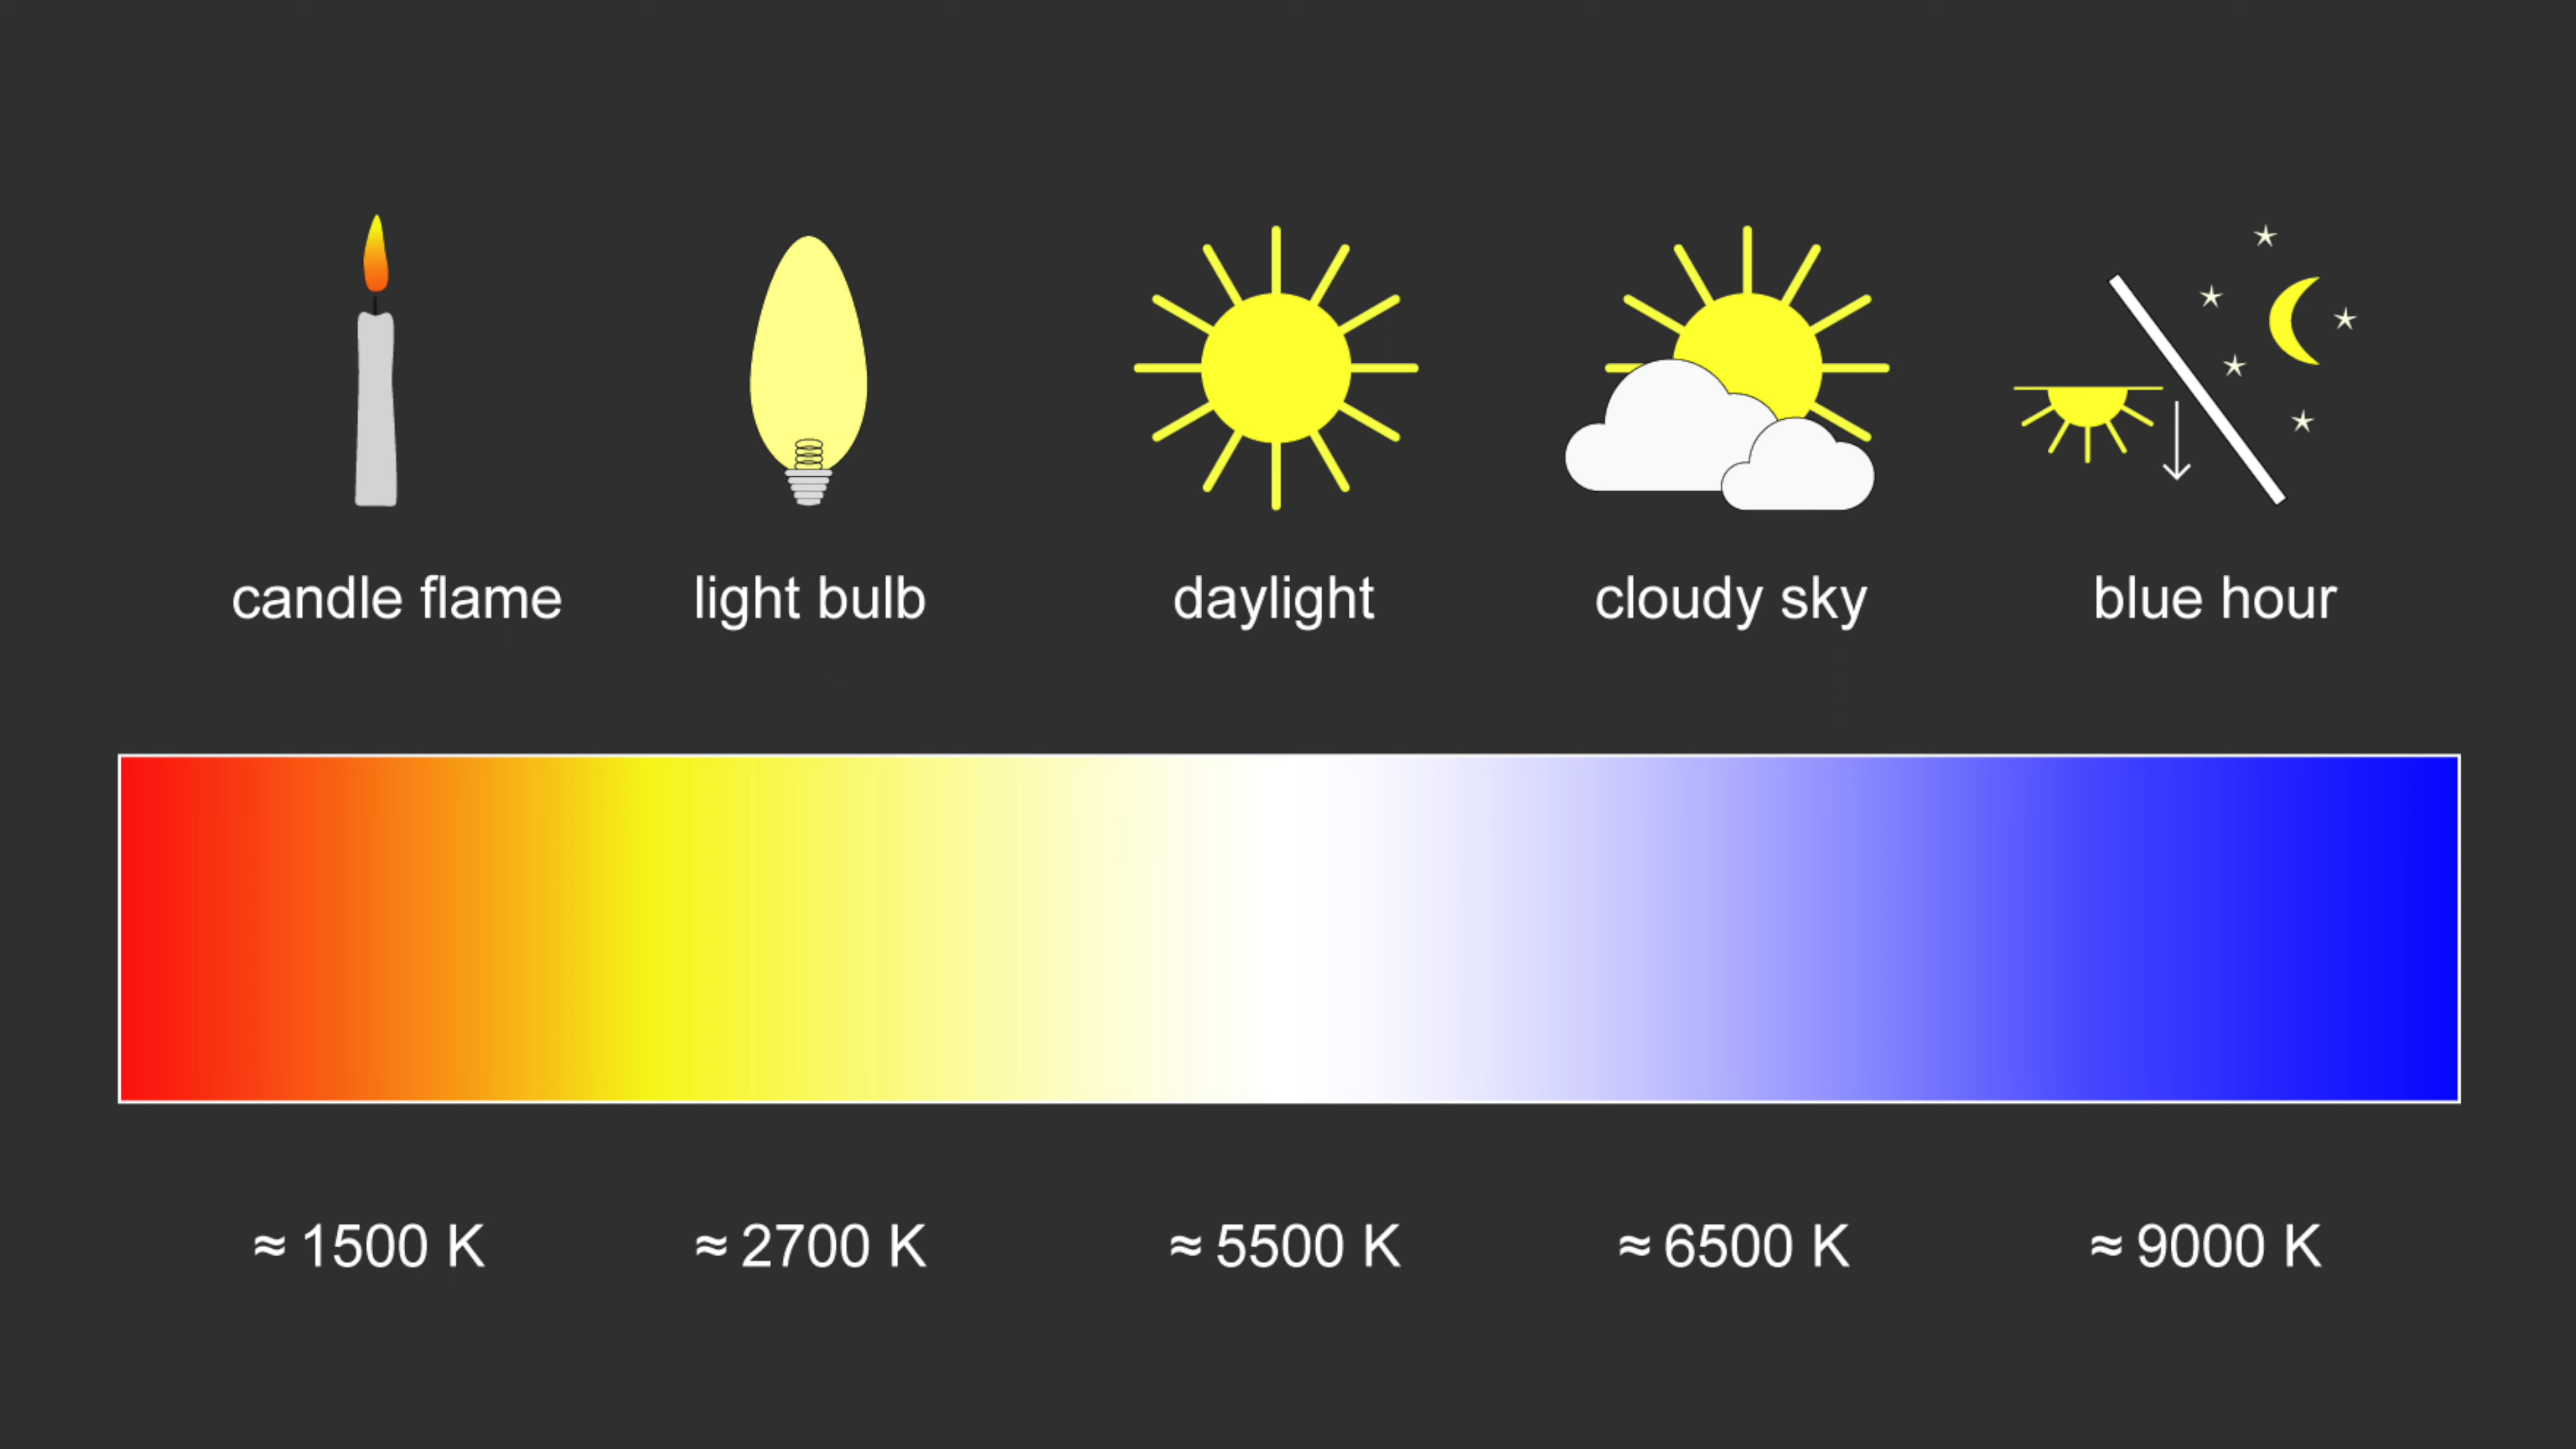 candle flame
light bulb
daylight
cloudy sky
blue hour
≈ 1500 K
≈ 2700 K
≈ 5500 K
≈ 6500 K
≈ 9000 K